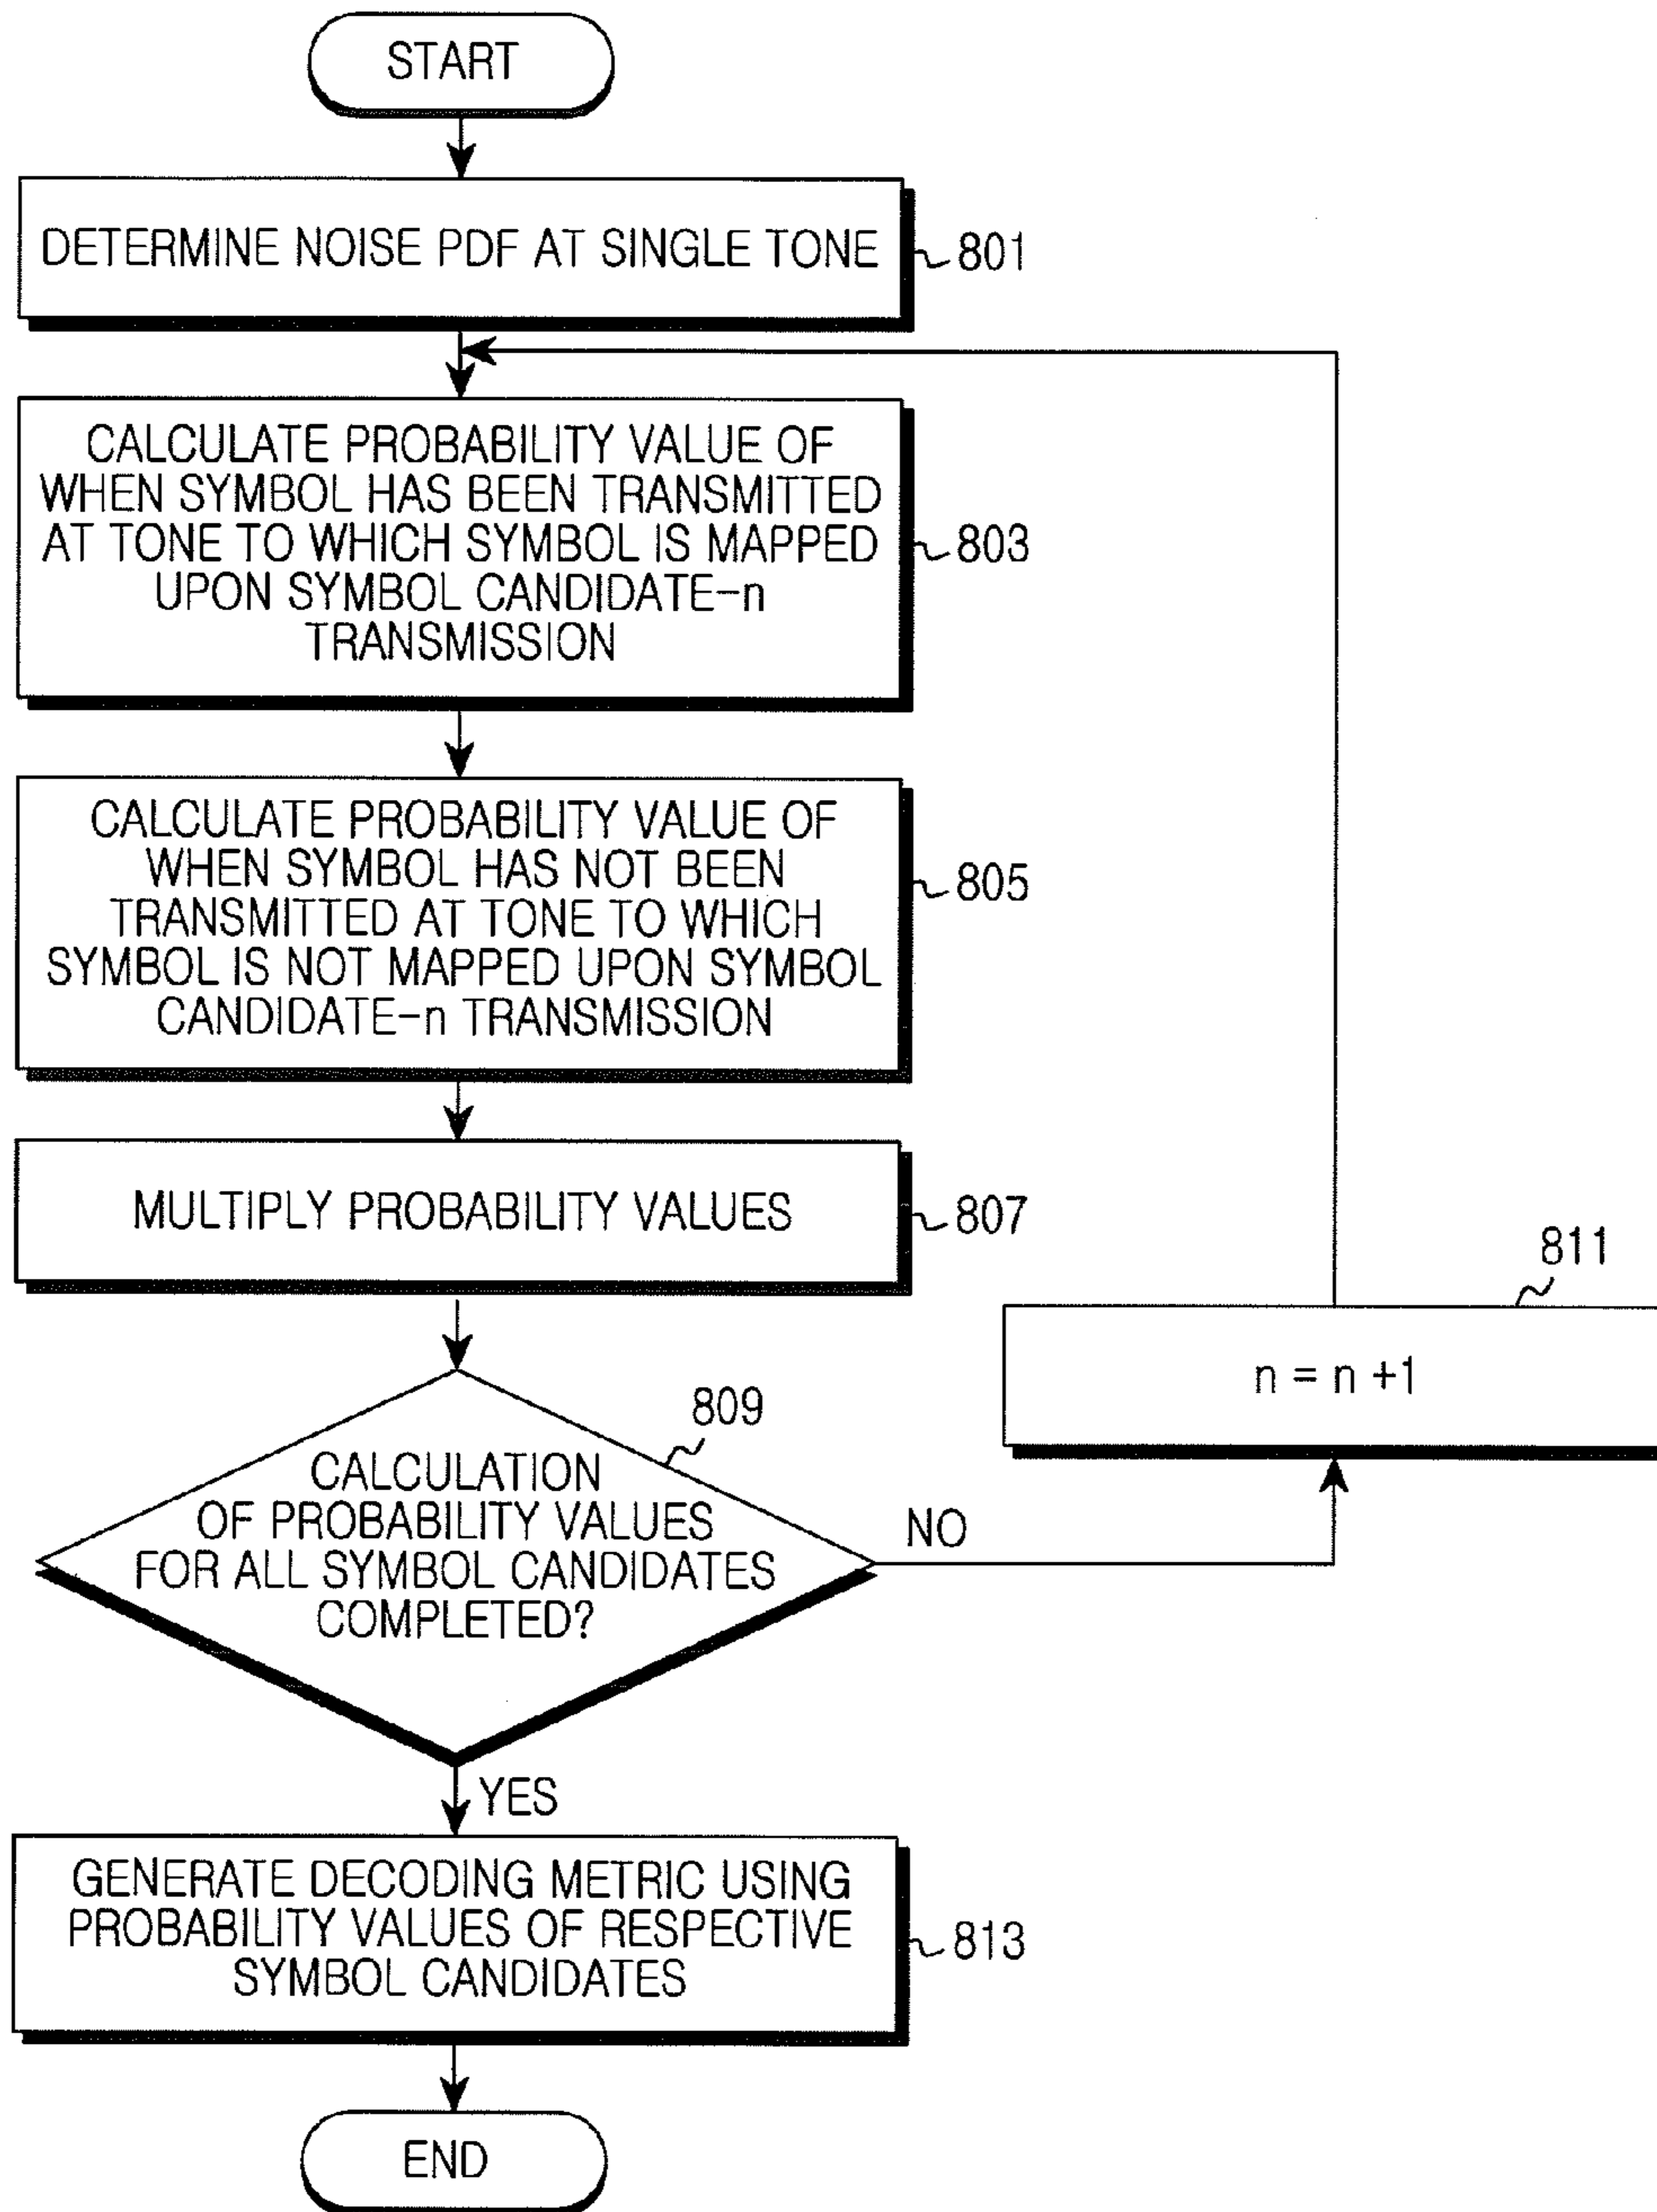 START
DETERMINE NOISE PDF AT SINGLE TONE
801
CALCULATE PROBABILITY VALUE OF
WHEN SYMBOL HAS BEEN TRANSMITTED
AT TONE TO WHICH SYMBOL IS MAPPED
UPON SYMBOL CANDIDATE-n
TRANSMISSION
803
CALCULATE PROBABILITY VALUE OF
WHEN SYMBOL HAS NOT BEEN
TRANSMITTED AT TONE TO WHICH
SYMBOL IS NOT MAPPED UPON SYMBOL
CANDIDATE-n TRANSMISSION
805
MULTIPLY PROBABILITY VALUES
807
811
n = n +1
809
CALCULATION
OF PROBABILITY VALUES
FOR ALL SYMBOL CANDIDATES
COMPLETED?
NO
YES
GENERATE DECODING METRIC USING
PROBABILITY VALUES OF RESPECTIVE
SYMBOL CANDIDATES
813
END